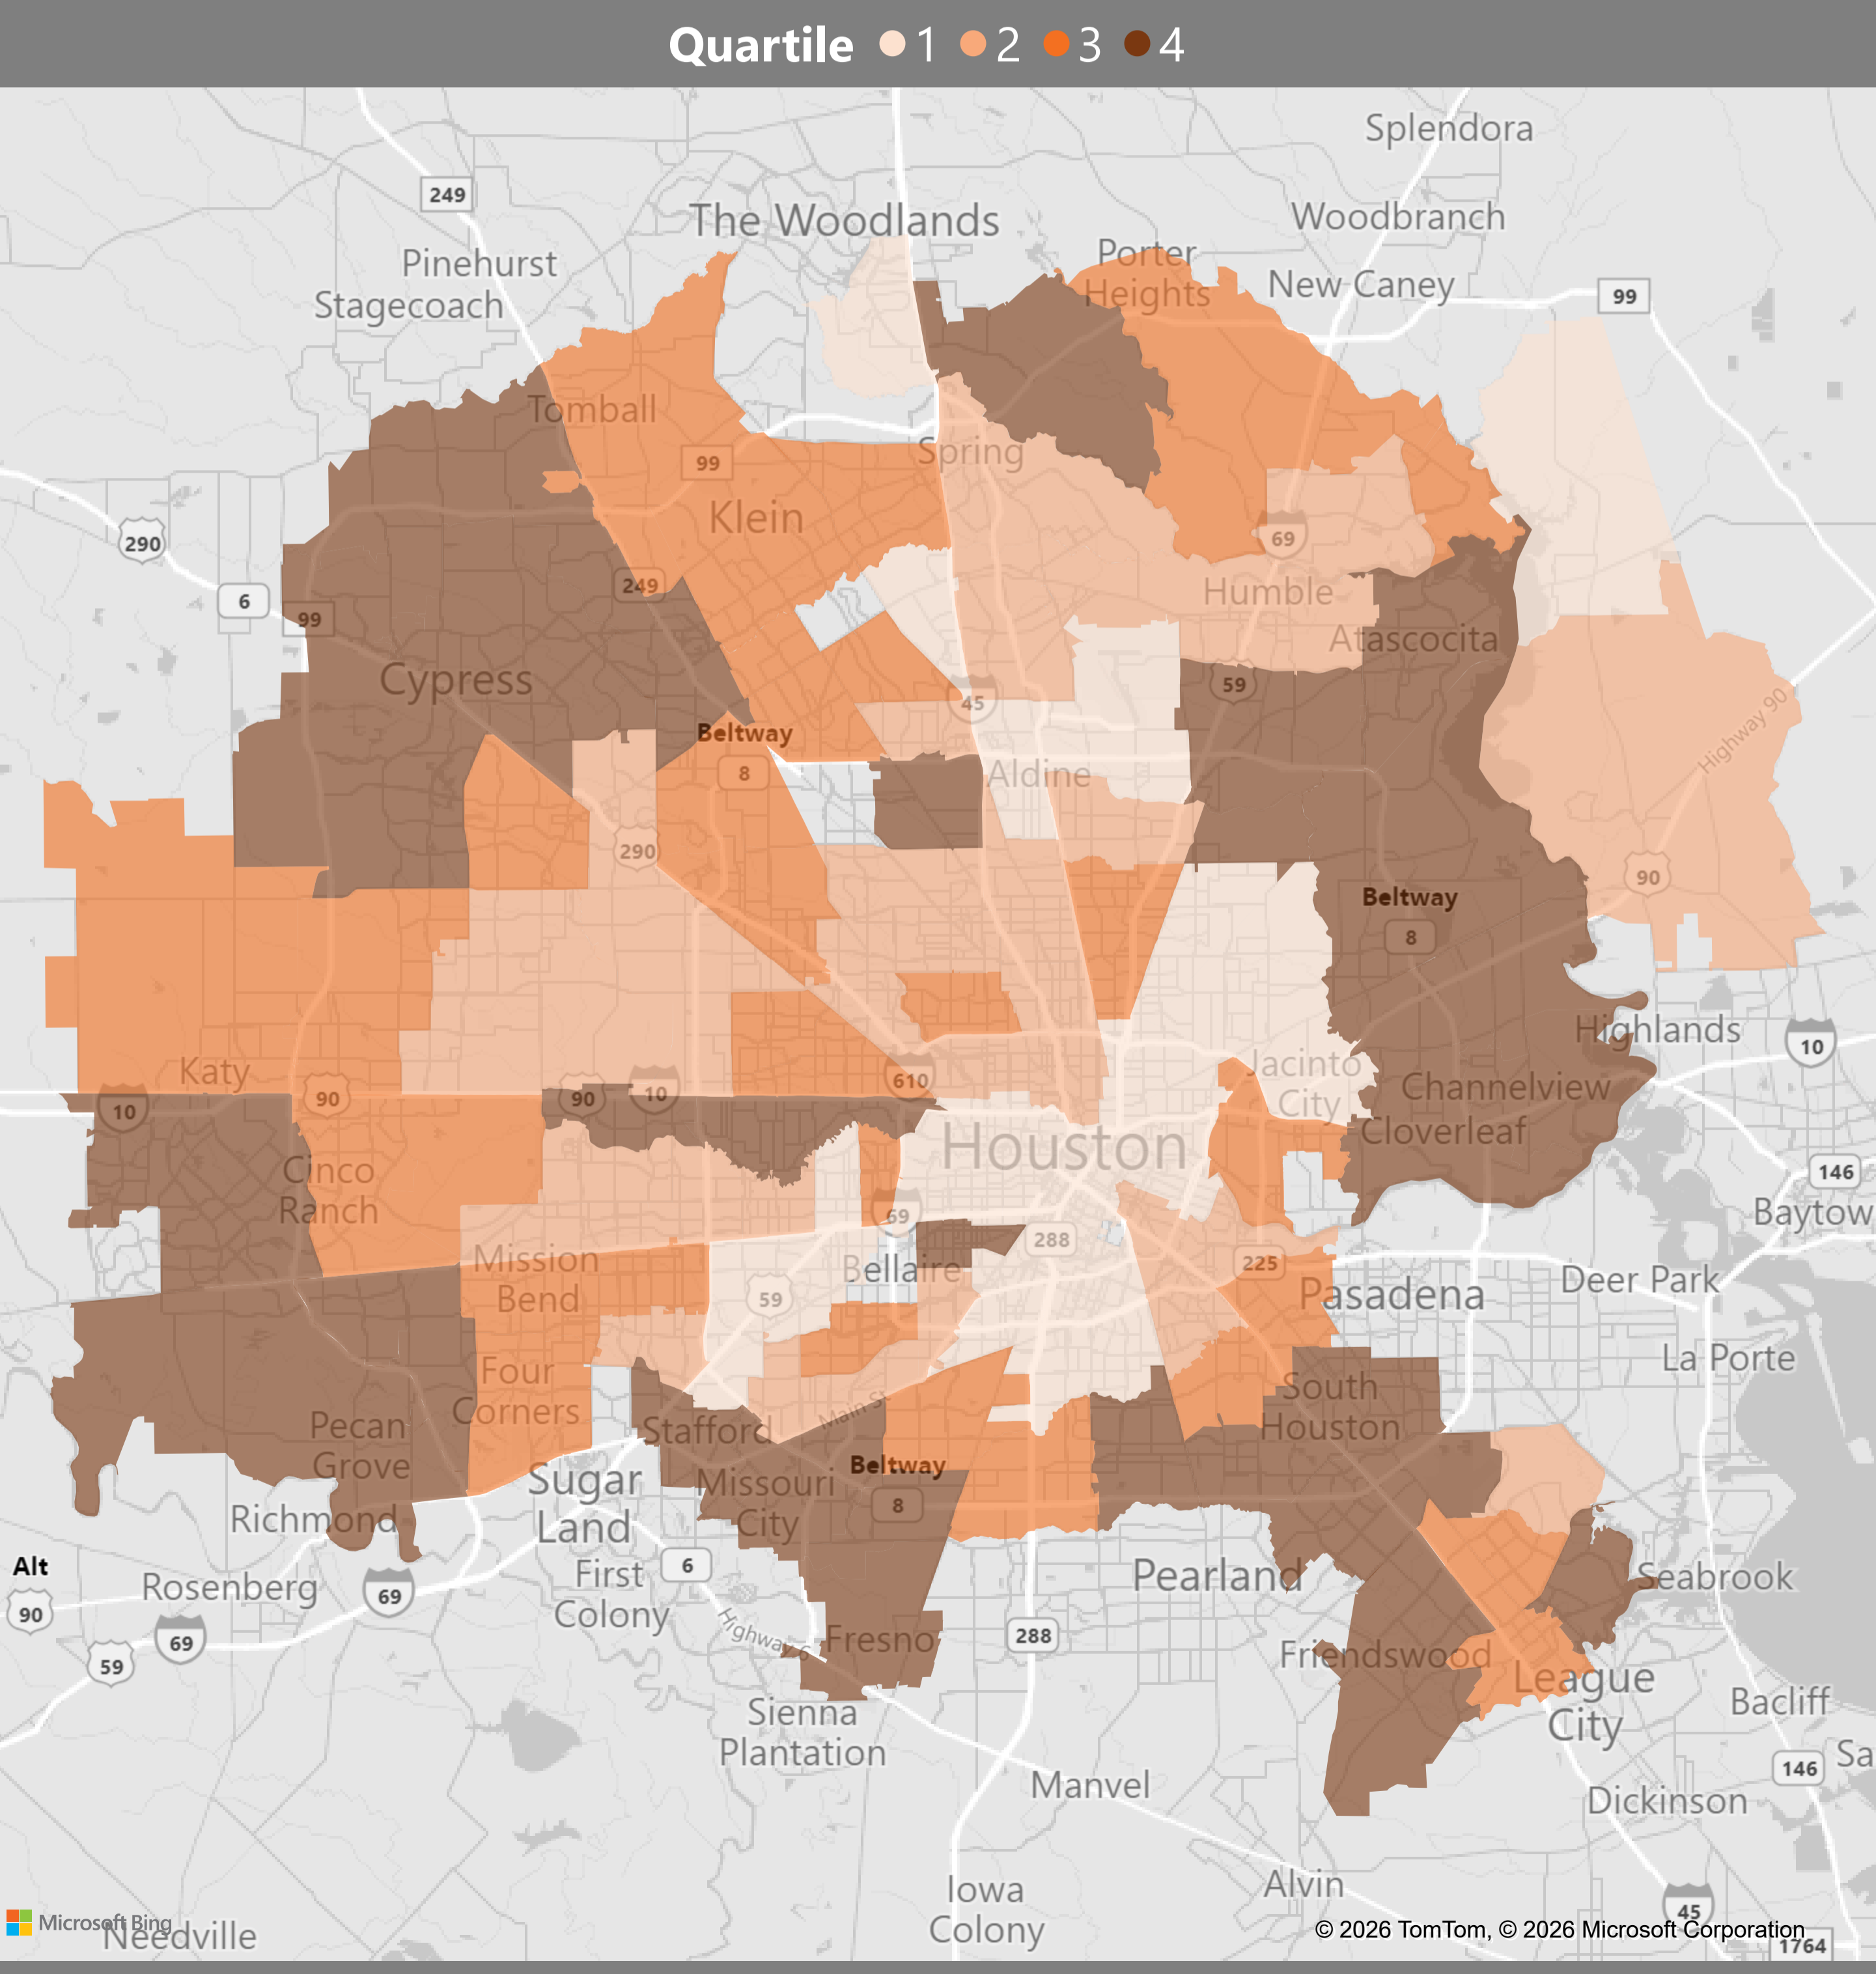 Quartile 1 2 3 4
Splendora
249
The Woodlands
Woodbranch
Pinehurst
Porter
Heights
New Caney
Stagecoach
99
Tomball
Spring
99
Klein
290
69
249
Humble
6
99
Atascocita
Cypress
59
45
Highway 90
Beltway
8
Aldine
290
90
Beltway
8
Highlands
10
Katy
Jacinto
City
610
Channelview
10
90
90
10
Cloverleaf
Houston
Cinco
Ranch
146
Baytow
69
288
Mission
Bend
Bellaire
225
Deer Park
59
Pasadena
La Porte
Four
Corners
South
Houston
Main St
Pecan
Grove
Stafford
Beltway
8
Missouri
City
Sugar
Land
Richmond
Alt
90
Rosenberg
69
First
Colony
6
Pearland
Seabrook
69
59
Highway 6
Fresno
288
Friendswood
League
City
Bacliff
Sienna
Plantation
Manvel
146
Sa
Dickinson
Alvin
Iowa
Colony
45
Microsoft Bing
Needville
© 2026 TomTom, © 2026 Microsoft Corporation
1764